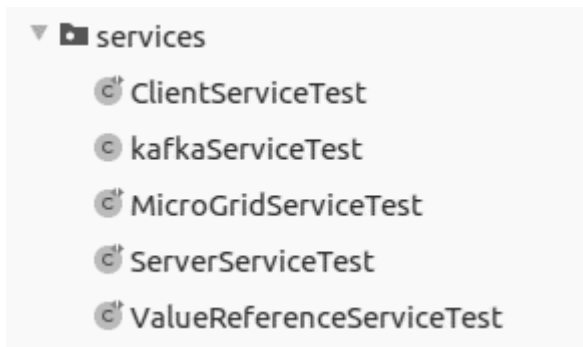 services
ClientServiceTest
kafkaServiceTest
MicroGridServiceTest
ServerServiceTest
ValueReferenceServiceTest